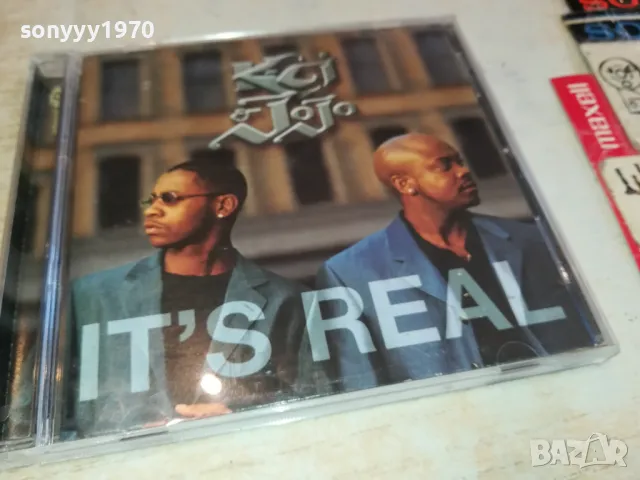 sonyyy1970
K-Ci
JoJo
IT'S REAL
maxell
BAZAR